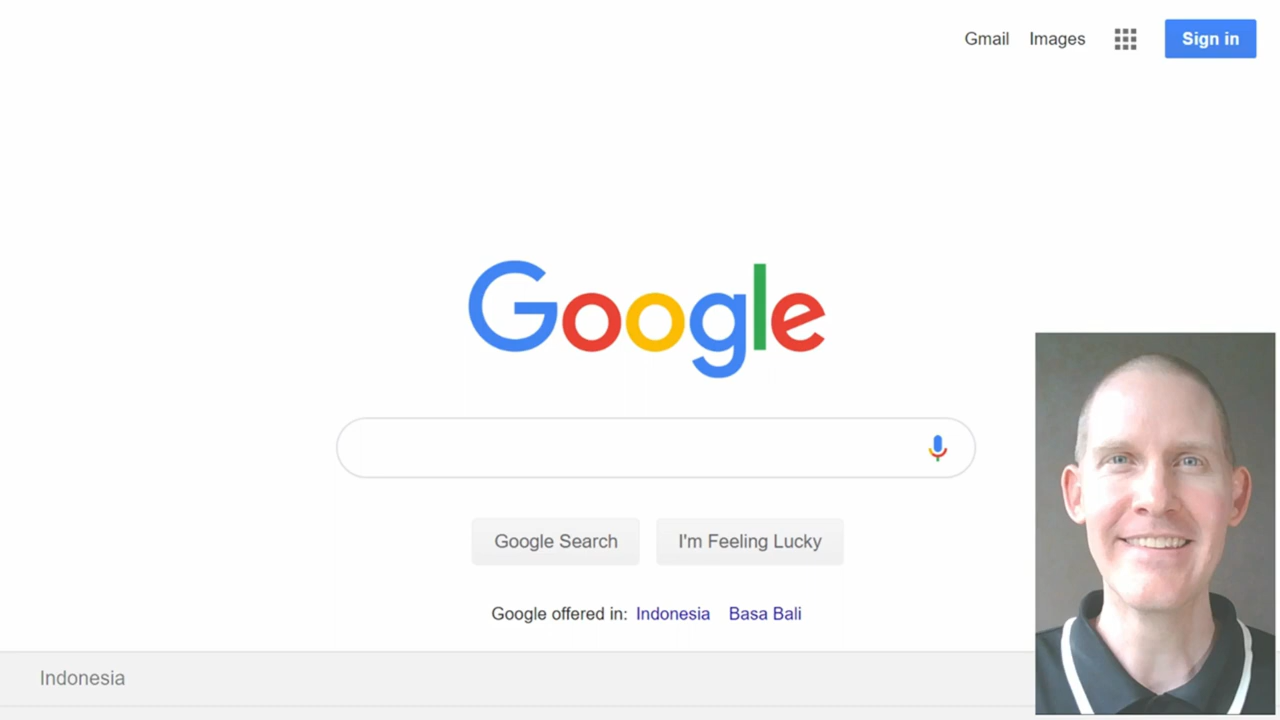 Gmail Images Sign in
Google
Google Search I'm Feeling Lucky
Google offered in: Indonesia Basa Bali
Indonesia